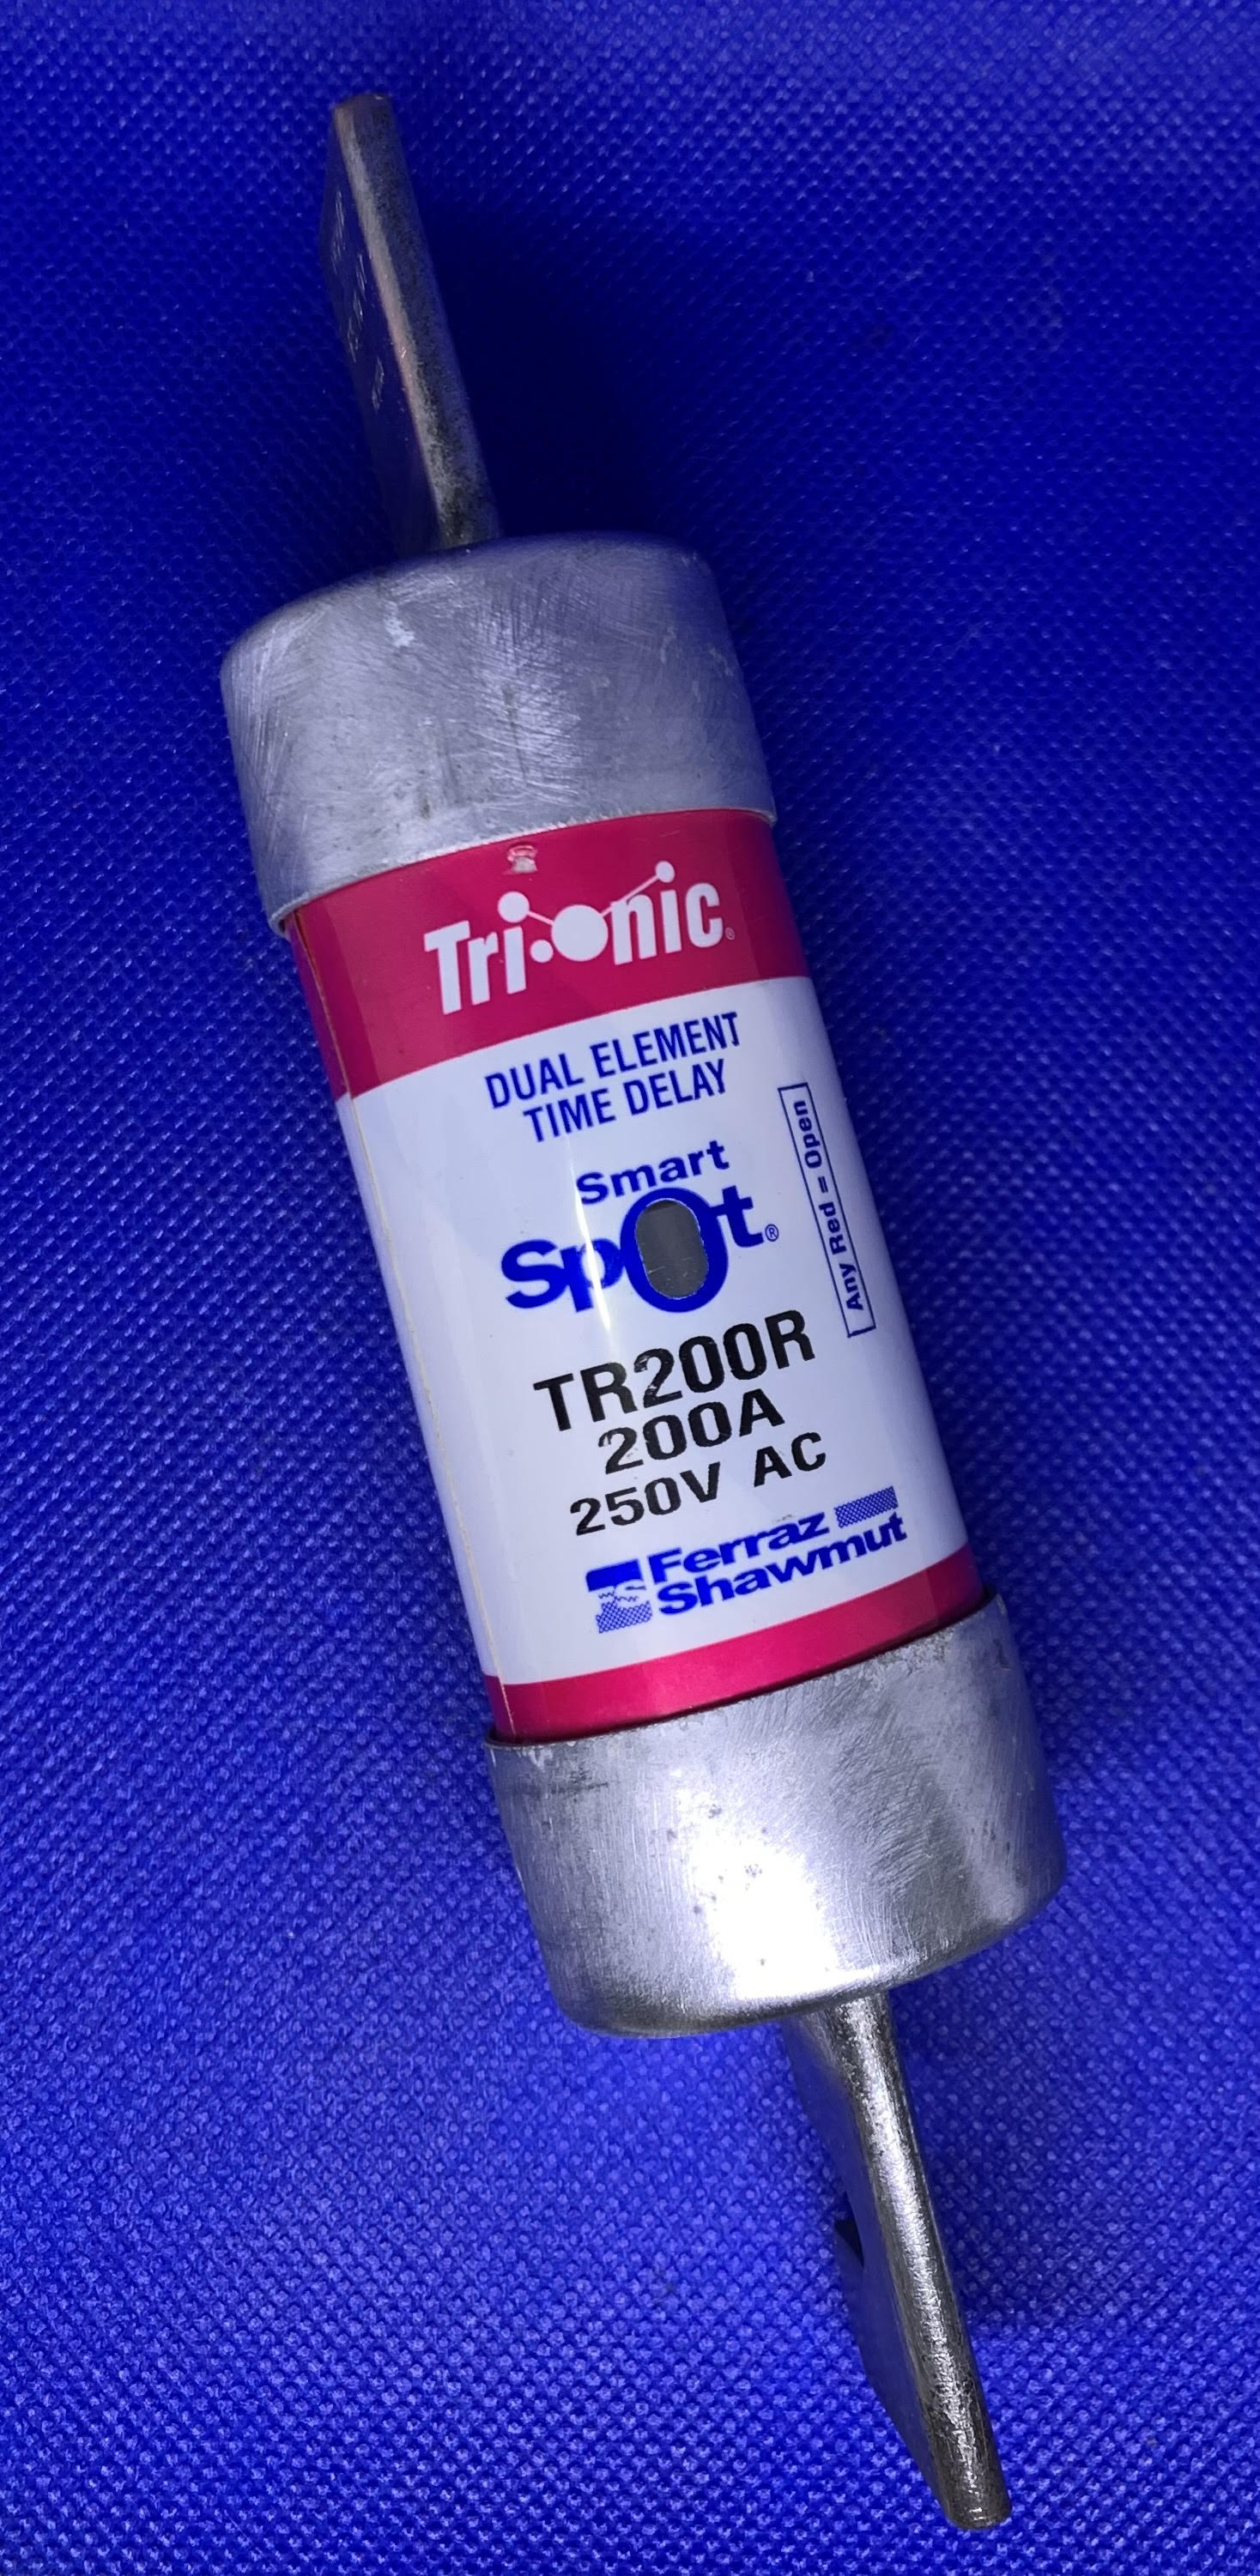 Tri-onic®
DUAL ELEMENT
TIME DELAY
Smart
Spot®
Any Red = Open
TR200R
200A
250V AC
Ferraz
Shawmut